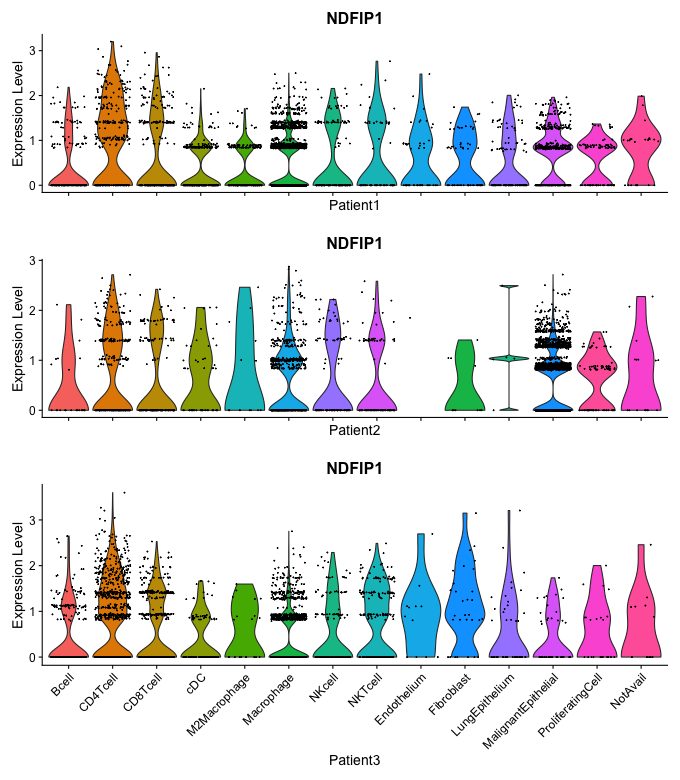 NDFIP1
Expression Level
3
2
1
0
Patient1
NDFIP1
Expression Level
3
2
1
0
Patient2
NDFIP1
Expression Level
3
2
1
0
Bcell
CD4Tcell
CD8Tcell
cDC
M2Macrophage
Macrophage
NKcell
NKTcell
Endothelium
Fibroblast
LungEpithelium
MalignantEpithelial
ProliferatingCell
NotAvail
Patient3